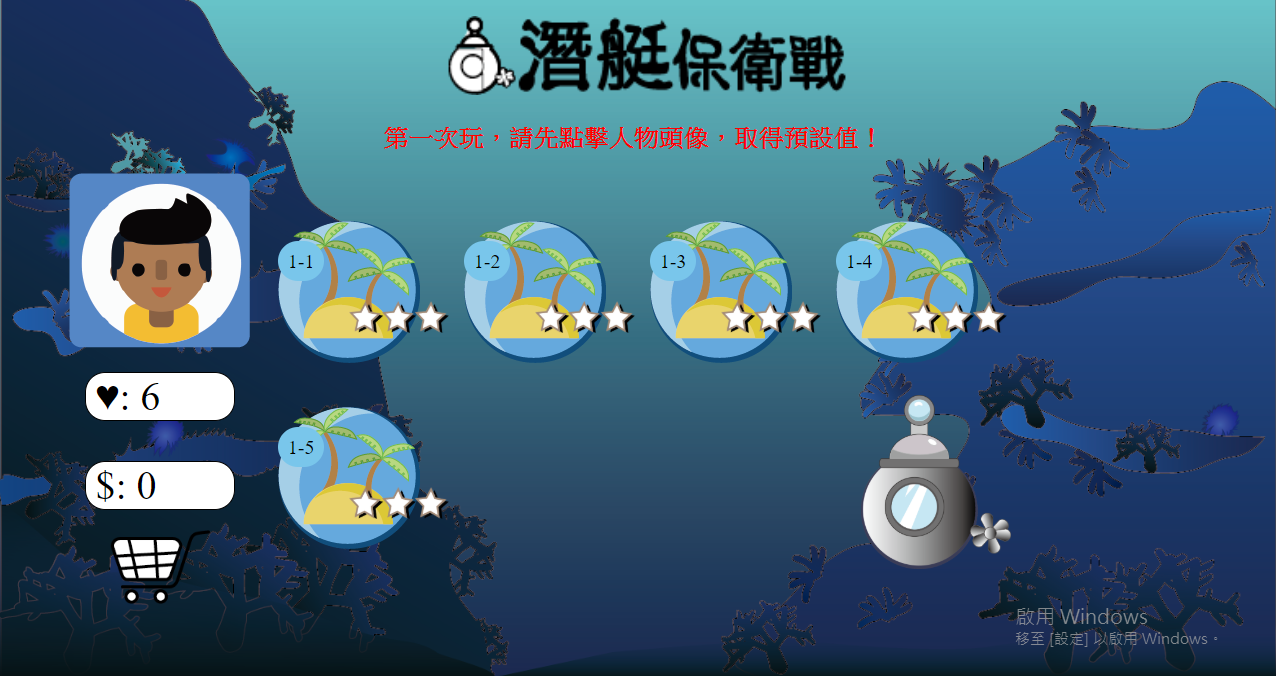 潛艇保衛戰
第一次玩，請先點擊人物頭像，取得預設值！
1-1
1-2
1-3
1-4
♥: 6
1-5
$: 0
啟用 Windows
移至 [設定] 以啟用 Windows。